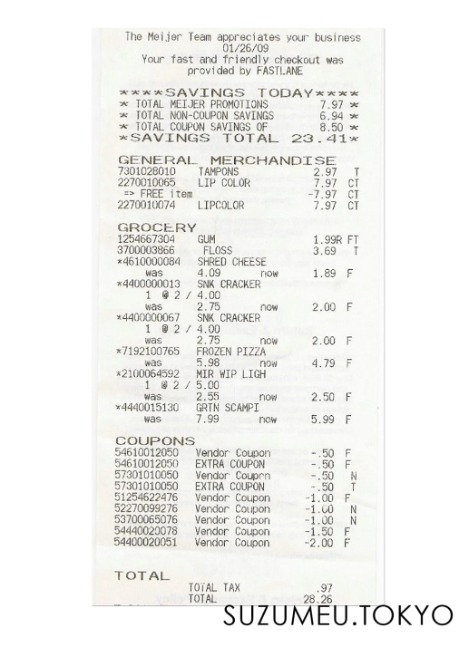 The Meijer Team appreciates your business
01/26/09
Your fast and friendly checkout was
provided by FASTLANE
****SAVINGS TODAY****
* TOTAL MEIJER PROMOTIONS 7.97 *
* TOTAL NON-COUPON SAVINGS 6.94 *
* TOTAL COUPON SAVINGS OF 8.50 *
*SAVINGS TOTAL 23.41*
GENERAL MERCHANDISE
7301028010 TAMPONS 2.97 T
2270010065 LIP COLOR 7.97 CT
=> FREE item -7.97 CT
2270010074 LIPCOLOR 7.97 CT
GROCERY
1254667304 GUM 1.99R FT
3700003866 FLOSS 3.69 T
*4610000084 SHRED CHEESE
was 4.09 now 1.89 F
*4400000013 SNK CRACKER
1 @ 2 / 4.00
was 2.75 now 2.00 F
*4400000067 SNK CRACKER
1 @ 2 / 4.00
was 2.75 now 2.00 F
*7192100765 FROZEN PIZZA
was 5.98 now 4.79 F
*2100064592 MIR WIP LIGH
1 @ 2 / 5.00
was 2.55 now 2.50 F
*4440015130 GRTN SCAMPI
was 7.99 now 5.99 F
COUPONS
54610012050 Vendor Coupon -.50 F
54610012050 EXTRA COUPON -.50 F
57301010050 Vendor Coupon -.50 N
57301010050 EXTRA COUPON -.50 T
51254622476 Vendor Coupon -1.00 F
52270099276 Vendor Coupon -1.00 N
53700065076 Vendor Coupon -1.00 N
54440020078 Vendor Coupon -1.50 F
54400020051 Vendor Coupon -2.00 F
TOTAL
TOTAL TAX .97
TOTAL 28.26
SUZUMEU.TOKYO